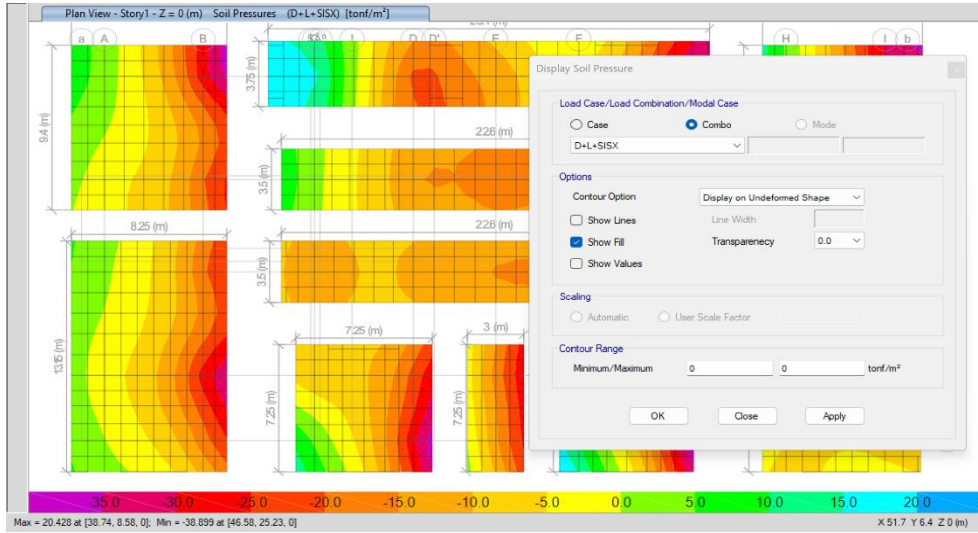 Plan View - Story1 - Z = 0 (m) Soil Pressures (D+L+SISX) [tonf/m²]
a A B I D D' E F H I b
3.75 (m)
9.4 (m)
22.6 (m)
3.5 (m)
8.25 (m)
22.6 (m)
3.5 (m)
13.15 (m)
7.25 (m)
3 (m)
7.25 (m)
7.25 (m)
Display Soil Pressure
Load Case/Load Combination/Modal Case
Case Combo Mode
D+L+SISX
Options
Contour Option Display on Undeformed Shape
Show Lines Line Width
Show Fill Transparenecy 0.0
Show Values
Scaling
Automatic User Scale Factor
Contour Range
Minimum/Maximum 0 0 tonf/m²
OK Close Apply
-35.0 -30.0 -25.0 -20.0 -15.0 -10.0 -5.0 0.0 5.0 10.0 15.0 20.0
Max = 20.428 at [38.74, 8.58, 0]; Min = -38.899 at [46.58, 25.23, 0] X 51.7 Y 6.4 Z 0 (m)